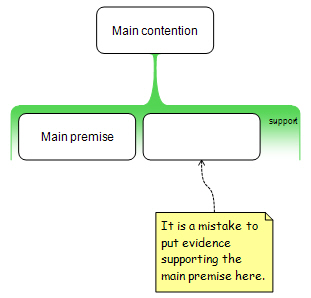 Main contention
support
Main premise
It is a mistake to
put evidence
supporting the
main premise here.